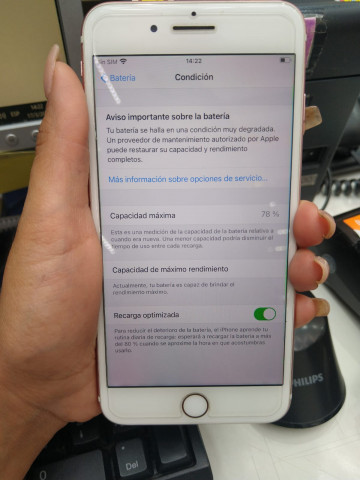 Sin SIM
14:22
Batería
Condición
Aviso importante sobre la batería
Tu batería se halla en una condición muy degradada.
Un proveedor de mantenimiento autorizado por Apple
puede restaurar su capacidad y rendimiento
completos.
Más información sobre opciones de servicio...
Capacidad máxima
78 %
Esta es una medición de la capacidad de la batería relativa a
cuando era nueva. Una menor capacidad podría disminuir el
tiempo de uso entre cada recarga.
Capacidad de máximo rendimiento
Actualmente, tu batería es capaz de brindar el
rendimiento máximo.
Recarga optimizada
Para reducir el deterioro de la batería, el iPhone aprende tu
rutina diaria de recarga: esperará a recargar la batería a más
del 80 % cuando se aproxime la hora en que acostumbras
usarlo.
PHILIPS